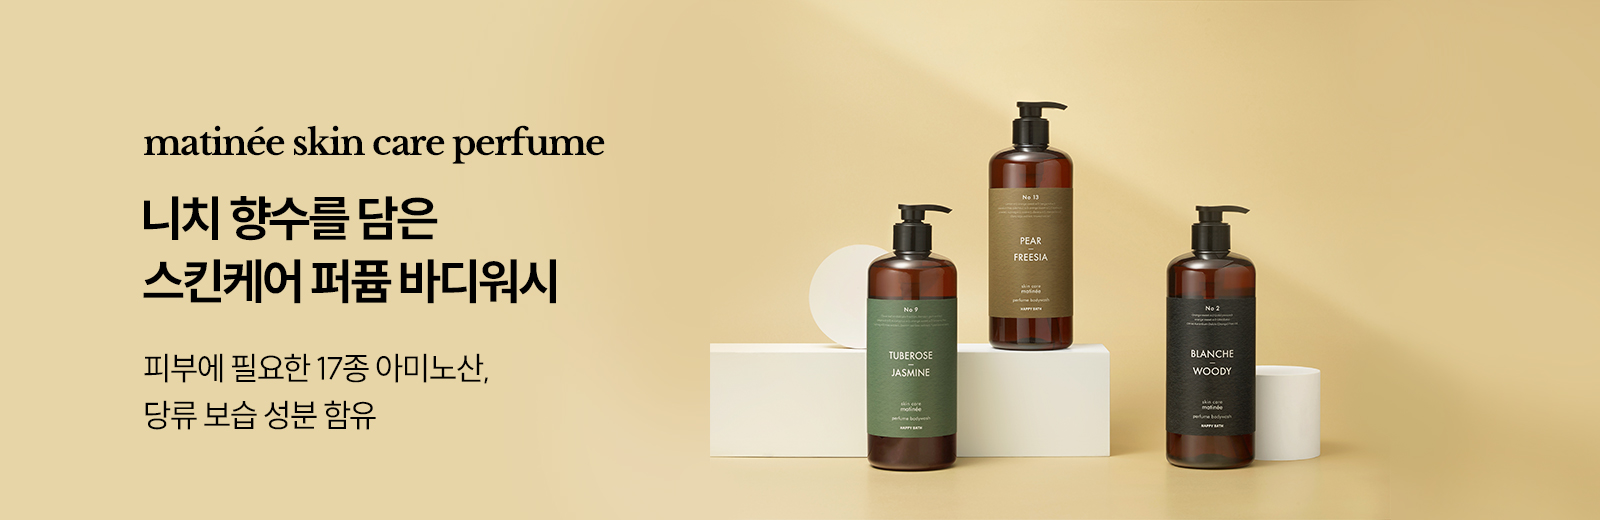 matinée skin care perfume
니치 향수를 담은
스킨케어 퍼퓸 바디워시
피부에 필요한 17종 아미노산,
당류 보습 성분 함유
No 9
TUBEROSE
JASMINE
skin care
matinée
perfume bodywash
HAPPY BATH
No 13
PEAR
FREESIA
skin care
matinée
perfume bodywash
HAPPY BATH
No 2
BLANCHE
WOODY
skin care
matinée
perfume bodywash
HAPPY BATH